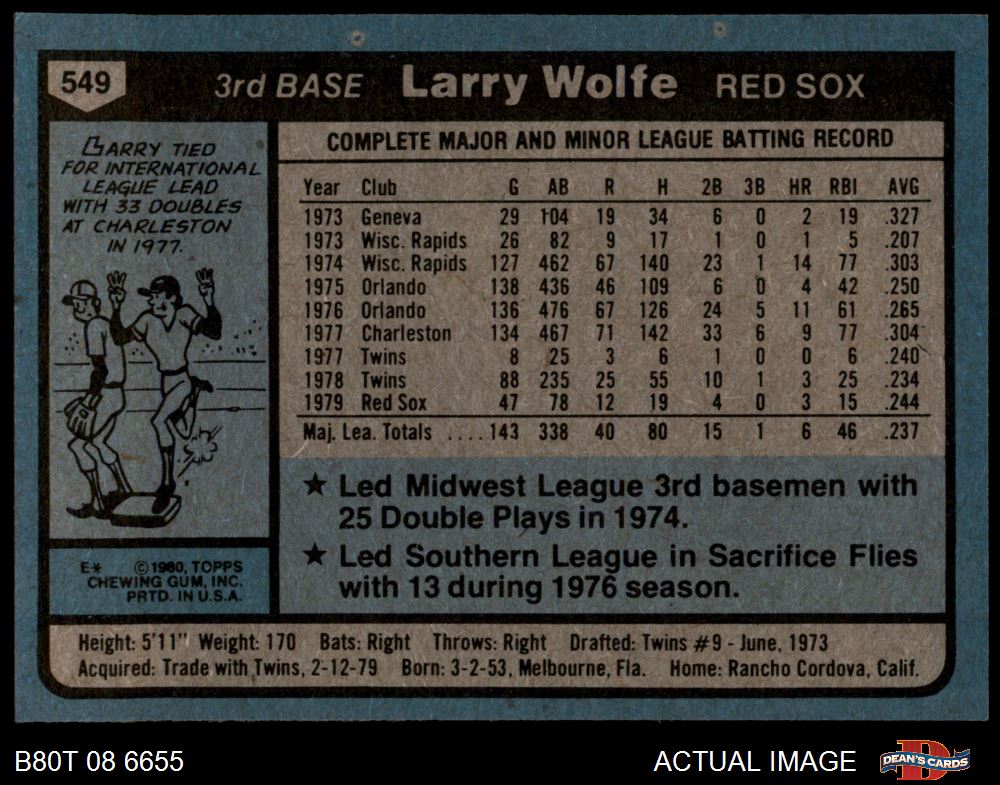 549 3rd BASE Larry Wolfe RED SOX
LARRY TIED
FOR INTERNATIONAL
LEAGUE LEAD
WITH 33 DOUBLES
AT CHARLESTON
IN 1977.
COMPLETE MAJOR AND MINOR LEAGUE BATTING RECORD
Year Club G AB R H 2B 3B HR RBI AVG
1973 Geneva 29 104 19 34 6 0 2 19 .327
1973 Wisc. Rapids 26 82 9 17 1 0 1 5 .207
1974 Wisc. Rapids 127 462 67 140 23 1 14 77 .303
1975 Orlando 138 436 46 109 6 0 4 42 .250
1976 Orlando 136 476 67 126 24 5 11 61 .265
1977 Charleston 134 467 71 142 33 6 9 77 .304
1977 Twins 8 25 3 6 1 0 0 6 .240
1978 Twins 88 235 25 55 10 1 3 25 .234
1979 Red Sox 47 78 12 19 4 0 3 15 .244
Maj. Lea. Totals ....143 338 40 80 15 1 6 46 .237
★ Led Midwest League 3rd basemen with
25 Double Plays in 1974.
★ Led Southern League in Sacrifice Flies
with 13 during 1976 season.
E* ©1980, TOPPS
CHEWING GUM, INC.
PRTD. IN U.S.A.
Height: 5'11" Weight: 170 Bats: Right Throws: Right Drafted: Twins #9 - June, 1973
Acquired: Trade with Twins, 2-12-79 Born: 3-2-53, Melbourne, Fla. Home: Rancho Cordova, Calif.
B80T 08 6655 ACTUAL IMAGE DEAN'S CARDS